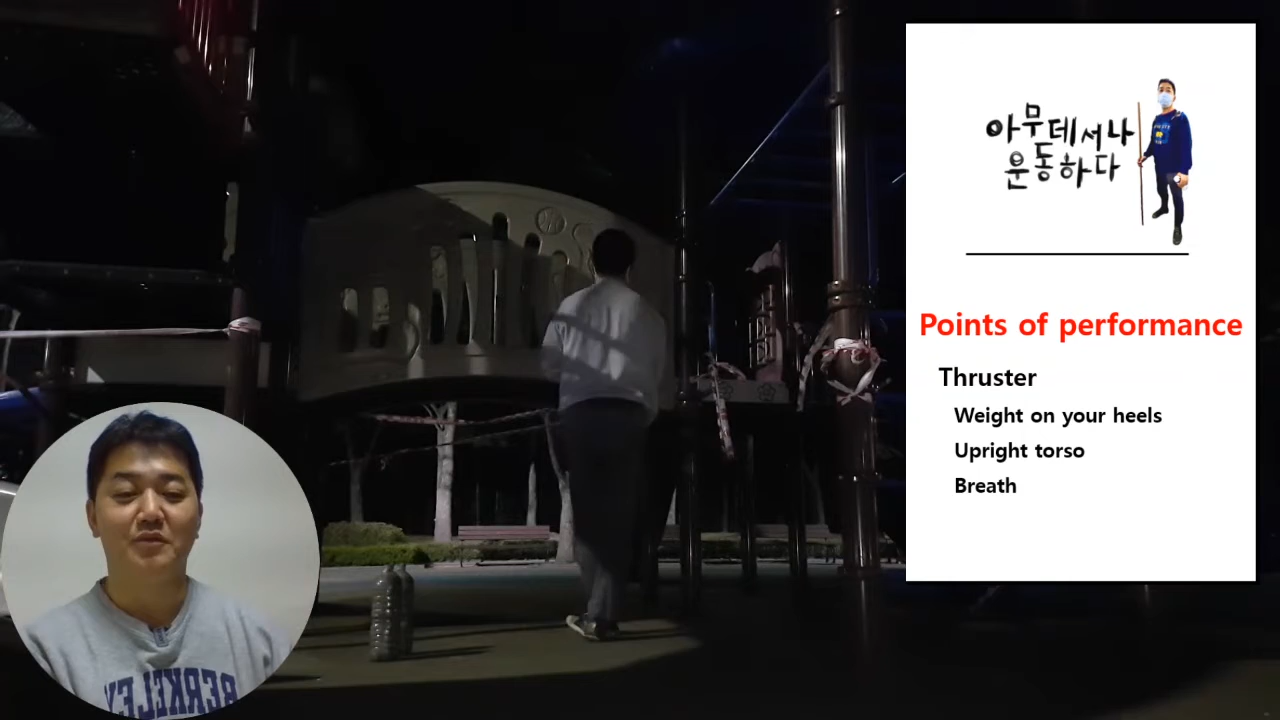 아무데서나
운동하다
Points of performance
Thruster
Weight on your heels
Upright torso
Breath
BERKELEY